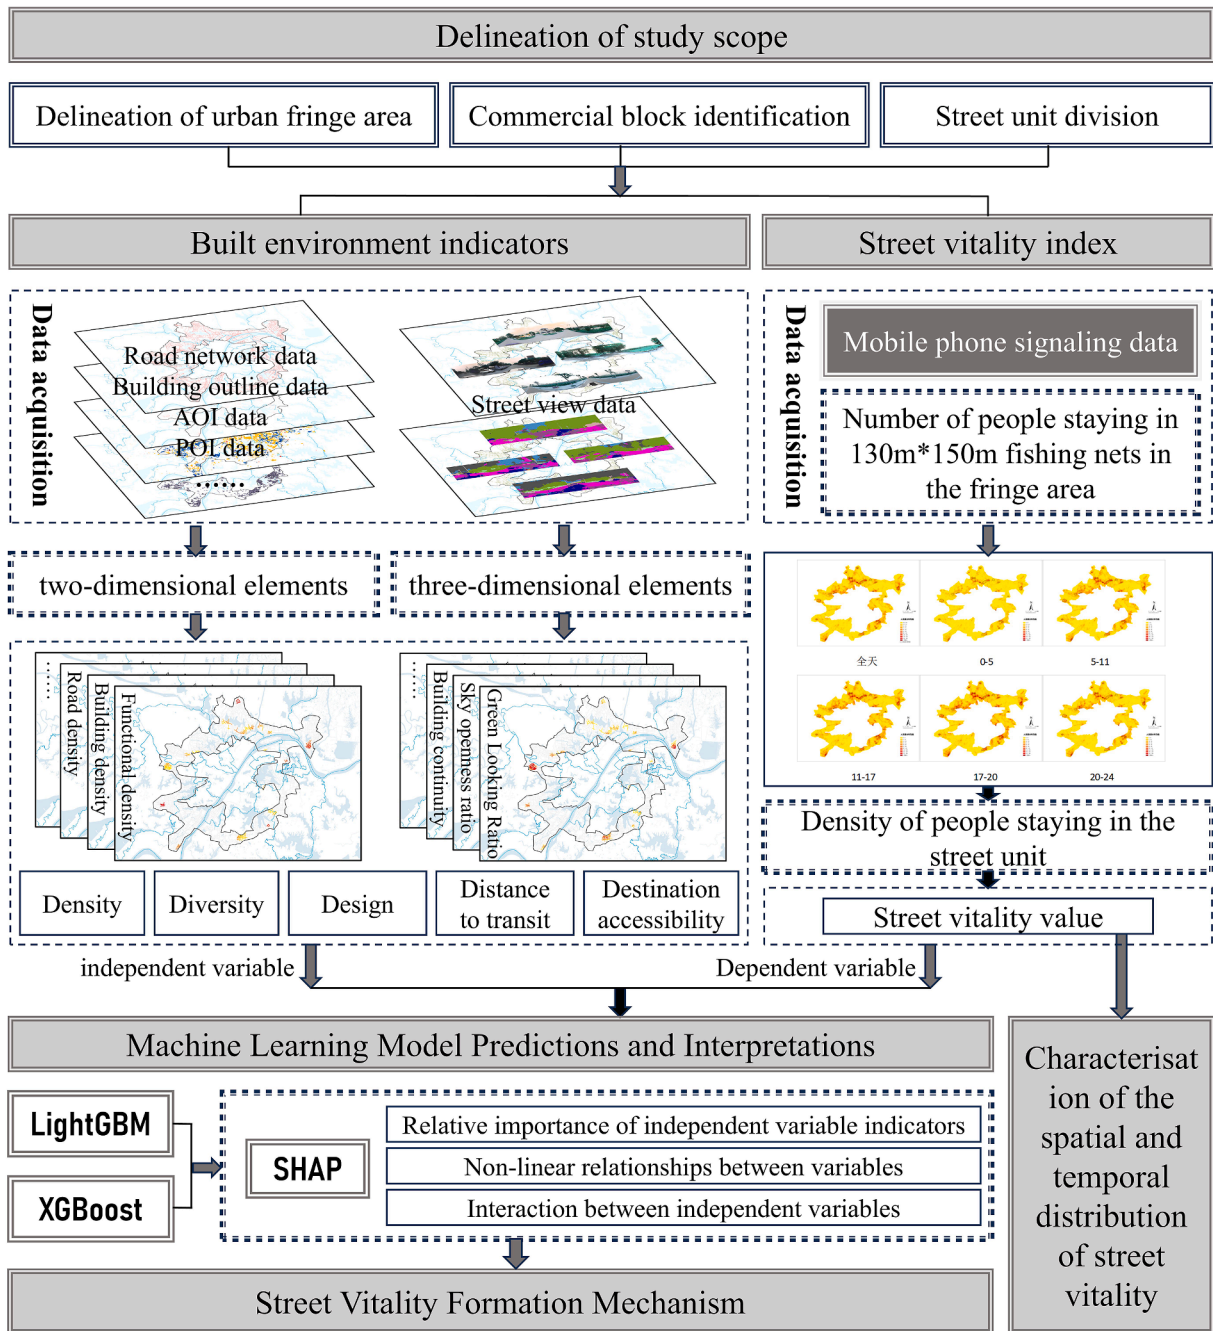 Delineation of study scope
Delineation of urban fringe area
Commercial block identification
Street unit division
Built environment indicators
Street vitality index
Data acquisition
Road network data
Building outline data
AOI data
POI data
......
Street view data
Data acquisition
Mobile phone signaling data
Number of people staying in
130m*150m fishing nets in
the fringe area
two-dimensional elements
three-dimensional elements
......
Road density
Building density
Functional density
......
Building continuity
Sky openness ratio
Green Looking Ratio
全天
0-5
5-11
11-17
17-20
20-24
Density of people staying in the
street unit
Density
Diversity
Design
Distance
to transit
Destination
accessibility
Street vitality value
independent variable
Dependent variable
Machine Learning Model Predictions and Interpretations
LightGBM
XGBoost
SHAP
Relative importance of independent variable indicators
Non-linear relationships between variables
Interaction between independent variables
Street Vitality Formation Mechanism
Characterisat
ion of the
spatial and
temporal
distribution
of street
vitality